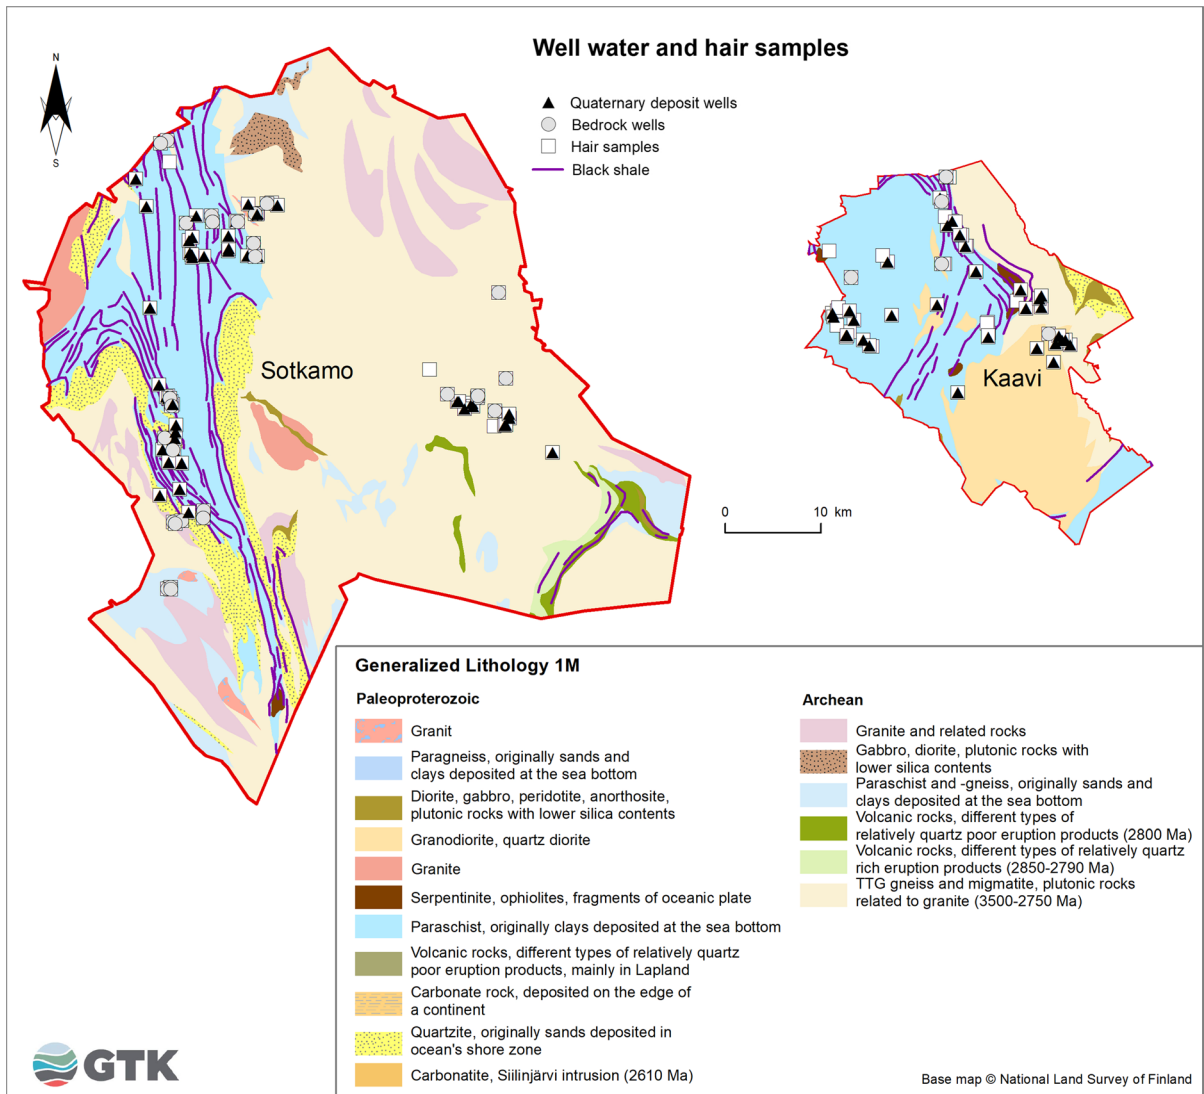 Well water and hair samples
N
S
Quaternary deposit wells
Bedrock wells
Hair samples
Black shale
Sotkamo
Kaavi
0 10 km
Generalized Lithology 1M
Paleoproterozoic
Granit
Paragneiss, originally sands and
clays deposited at the sea bottom
Diorite, gabbro, peridotite, anorthosite,
plutonic rocks with lower silica contents
Granodiorite, quartz diorite
Granite
Serpentinite, ophiolites, fragments of oceanic plate
Paraschist, originally clays deposited at the sea bottom
Volcanic rocks, different types of relatively quartz
poor eruption products, mainly in Lapland
Carbonate rock, deposited on the edge of
a continent
Quartzite, originally sands deposited in
ocean's shore zone
Carbonatite, Siilinjärvi intrusion (2610 Ma)
Archean
Granite and related rocks
Gabbro, diorite, plutonic rocks with
lower silica contents
Paraschist and -gneiss, originally sands and
clays deposited at the sea bottom
Volcanic rocks, different types of
relatively quartz poor eruption products (2800 Ma)
Volcanic rocks, different types of relatively quartz
rich eruption products (2850-2790 Ma)
TTG gneiss and migmatite, plutonic rocks
related to granite (3500-2750 Ma)
GTK
Base map © National Land Survey of Finland